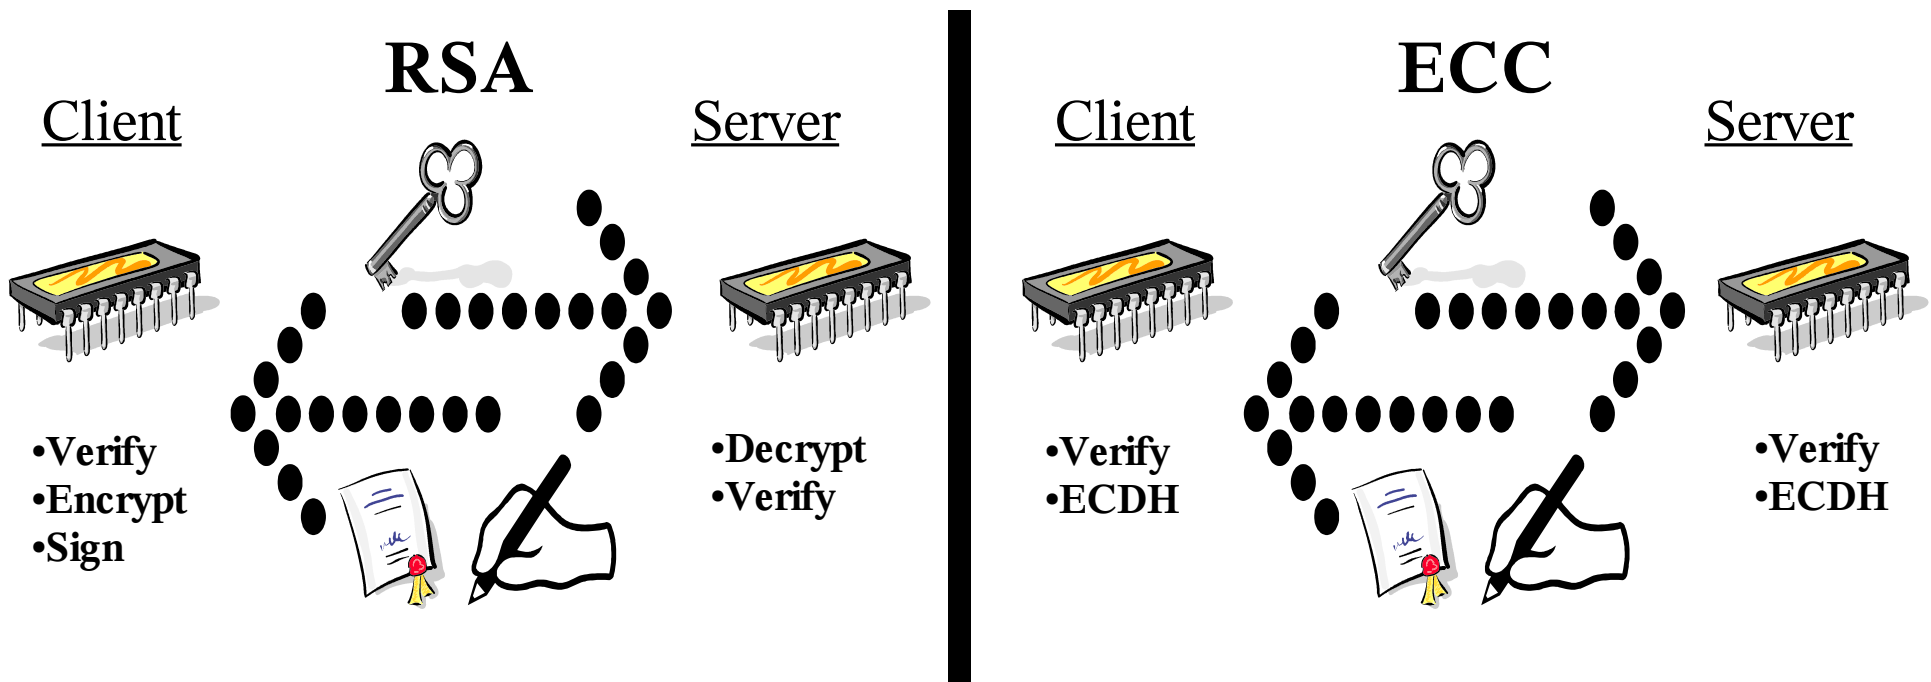 RSA
Client
Server
•Verify
•Encrypt
•Sign
•Decrypt
•Verify
ECC
Client
Server
•Verify
•ECDH
•Verify
•ECDH